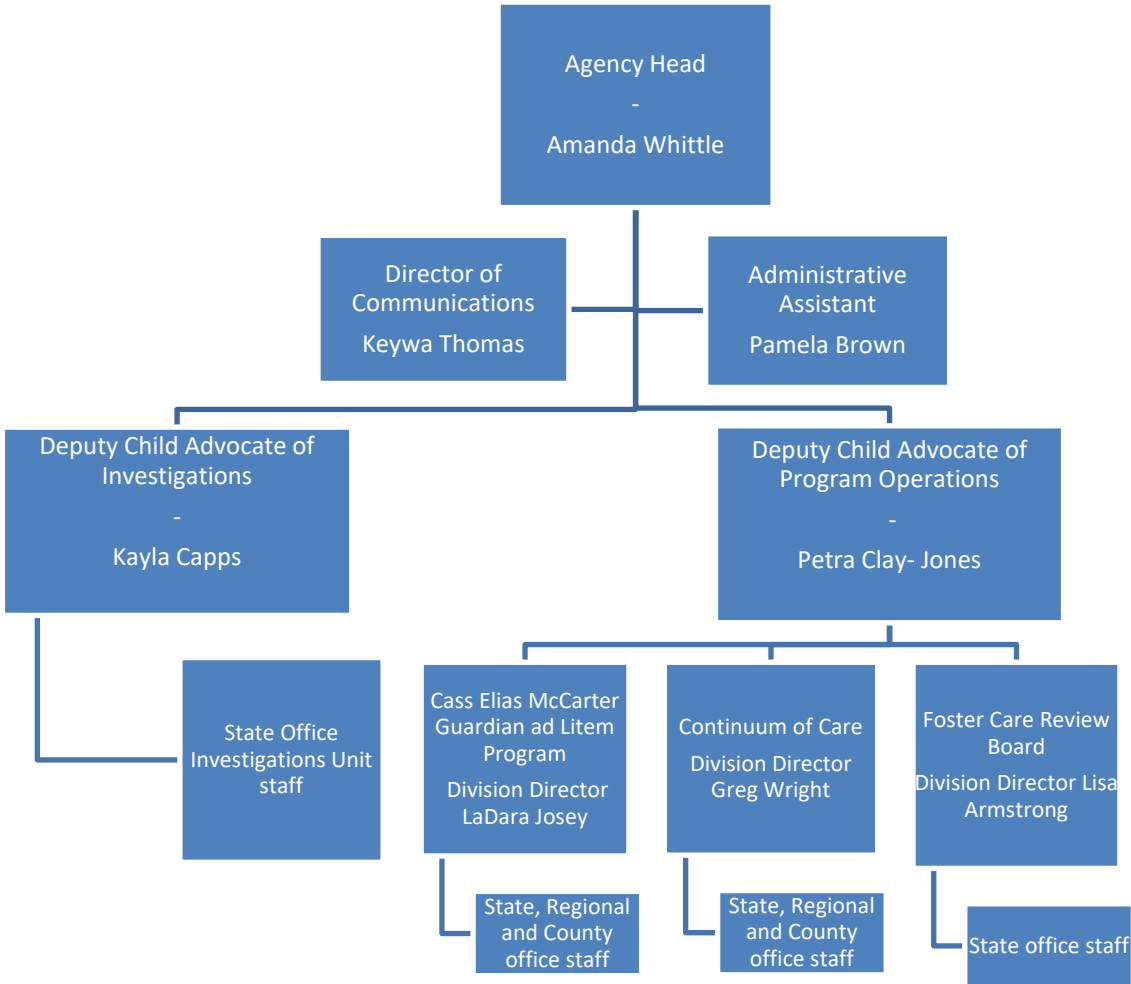 Agency Head
-
Amanda Whittle
Director of
Communications
Keywa Thomas
Administrative
Assistant
Pamela Brown
Deputy Child Advocate of
Investigations
-
Kayla Capps
Deputy Child Advocate of
Program Operations
-
Petra Clay- Jones
State Office
Investigations Unit
staff
Cass Elias McCarter
Guardian ad Litem
Program
Division Director
LaDara Josey
Continuum of Care
Division Director
Greg Wright
Foster Care Review
Board
Division Director Lisa
Armstrong
State, Regional
and County
office staff
State, Regional
and County
office staff
State office staff